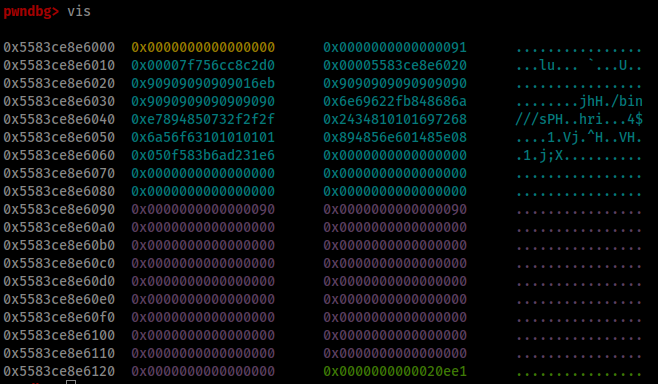 pwndbg> vis
0x5583ce8e6000 0x0000000000000000 0x0000000000000091 ................
0x5583ce8e6010 0x00007f756cc8c2d0 0x00005583ce8e6020 ...lu... `...U..
0x5583ce8e6020 0x90909090909016eb 0x9090909090909090 ................
0x5583ce8e6030 0x9090909090909090 0x6e69622fb848686a ........jhH./bin
0x5583ce8e6040 0xe7894850732f2f2f 0x2434810101697268 ///sPH..hri...4$
0x5583ce8e6050 0x6a56f63101010101 0x894856e601485e08 ....1.Vj.^H..VH.
0x5583ce8e6060 0x050f583b6ad231e6 0x0000000000000000 .1.j;X..........
0x5583ce8e6070 0x0000000000000000 0x0000000000000000 ................
0x5583ce8e6080 0x0000000000000000 0x0000000000000000 ................
0x5583ce8e6090 0x0000000000000090 0x0000000000000090 ................
0x5583ce8e60a0 0x0000000000000000 0x0000000000000000 ................
0x5583ce8e60b0 0x0000000000000000 0x0000000000000000 ................
0x5583ce8e60c0 0x0000000000000000 0x0000000000000000 ................
0x5583ce8e60d0 0x0000000000000000 0x0000000000000000 ................
0x5583ce8e60e0 0x0000000000000000 0x0000000000000000 ................
0x5583ce8e60f0 0x0000000000000000 0x0000000000000000 ................
0x5583ce8e6100 0x0000000000000000 0x0000000000000000 ................
0x5583ce8e6110 0x0000000000000000 0x0000000000000000 ................
0x5583ce8e6120 0x0000000000000000 0x0000000000020ee1 ................